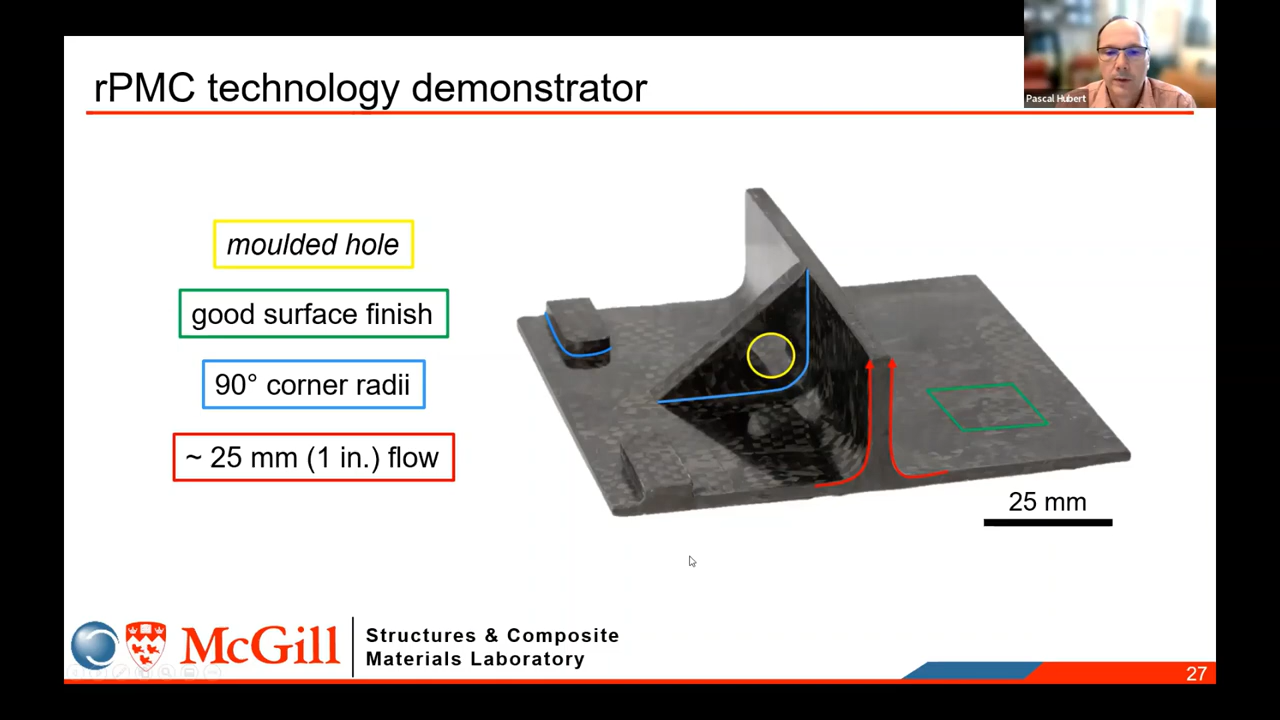 rPMC technology demonstrator
Pascal Hubert
moulded hole
good surface finish
90° corner radii
~ 25 mm (1 in.) flow
25 mm
McGill
Structures & Composite
Materials Laboratory
27